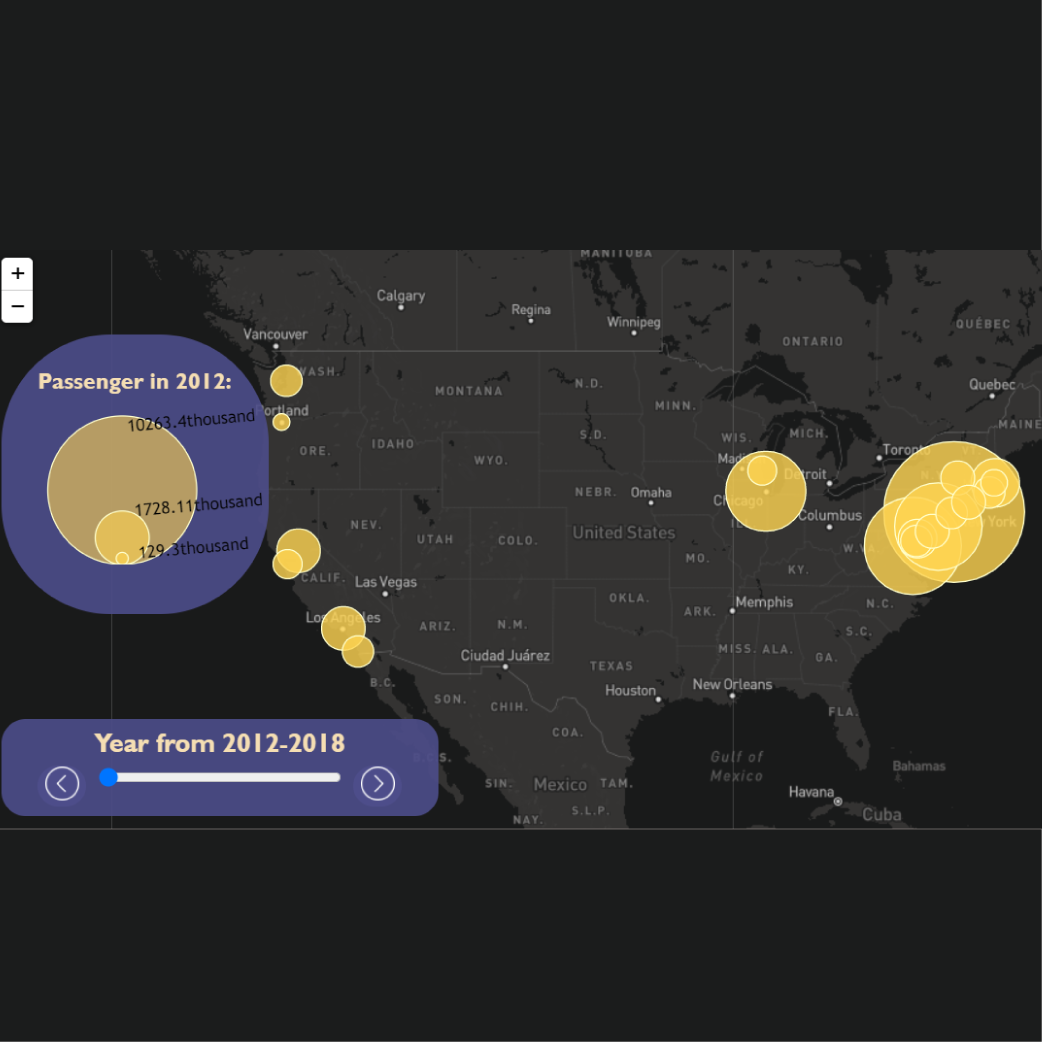 MANITOBA
+
−
Calgary
Regina
Winnipeg
QUÉBEC
Vancouver
ONTARIO
WASH.
Passenger in 2012:
MONTANA
N.D.
Quebec
MINN.
10263.4thousand
Portland
MAINE
S.D.
WIS.
MICH.
ORE.
IDAHO
WYO.
Toronto
Detroit
NEBR.
Omaha
Chicago
1728.11thousand
NEV.
UTAH
COLO.
United States
Columbus
York
129.3thousand
MO.
W.VA
KY.
CALIF.
Las Vegas
OKLA.
ARK.
Memphis
N.C.
Los Angeles
ARIZ.
N.M.
S.C.
MISS.
ALA.
GA.
Ciudad Juárez
TEXAS
B.C.
SON.
CHIH.
Houston
New Orleans
FLA.
COA.
Year from 2012-2018
B.C.S.
Gulf of
Mexico
Bahamas
SIN.
Mexico
TAM.
Havana
NAY.
S.L.P.
Cuba